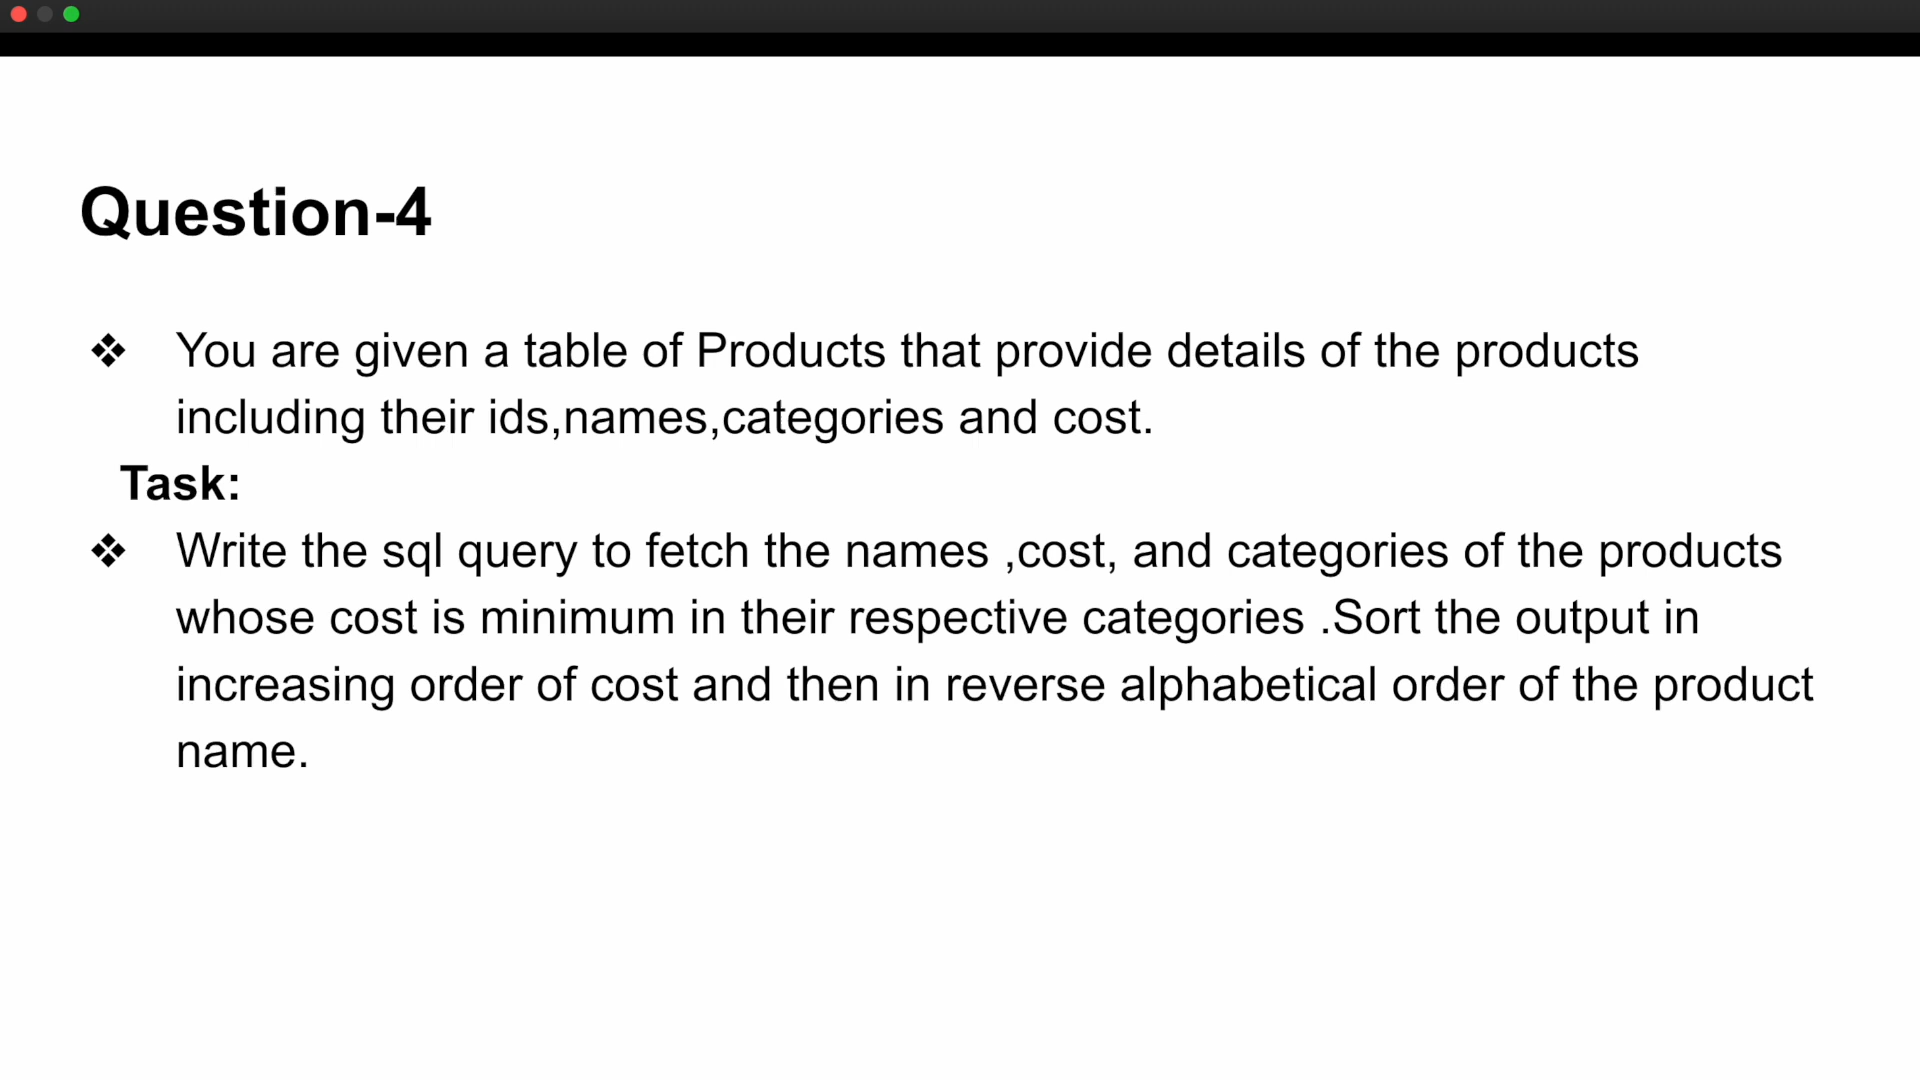 Question-4
❖ You are given a table of Products that provide details of the products
including their ids,names,categories and cost.
Task:
❖ Write the sql query to fetch the names ,cost, and categories of the products
whose cost is minimum in their respective categories .Sort the output in
increasing order of cost and then in reverse alphabetical order of the product
name.